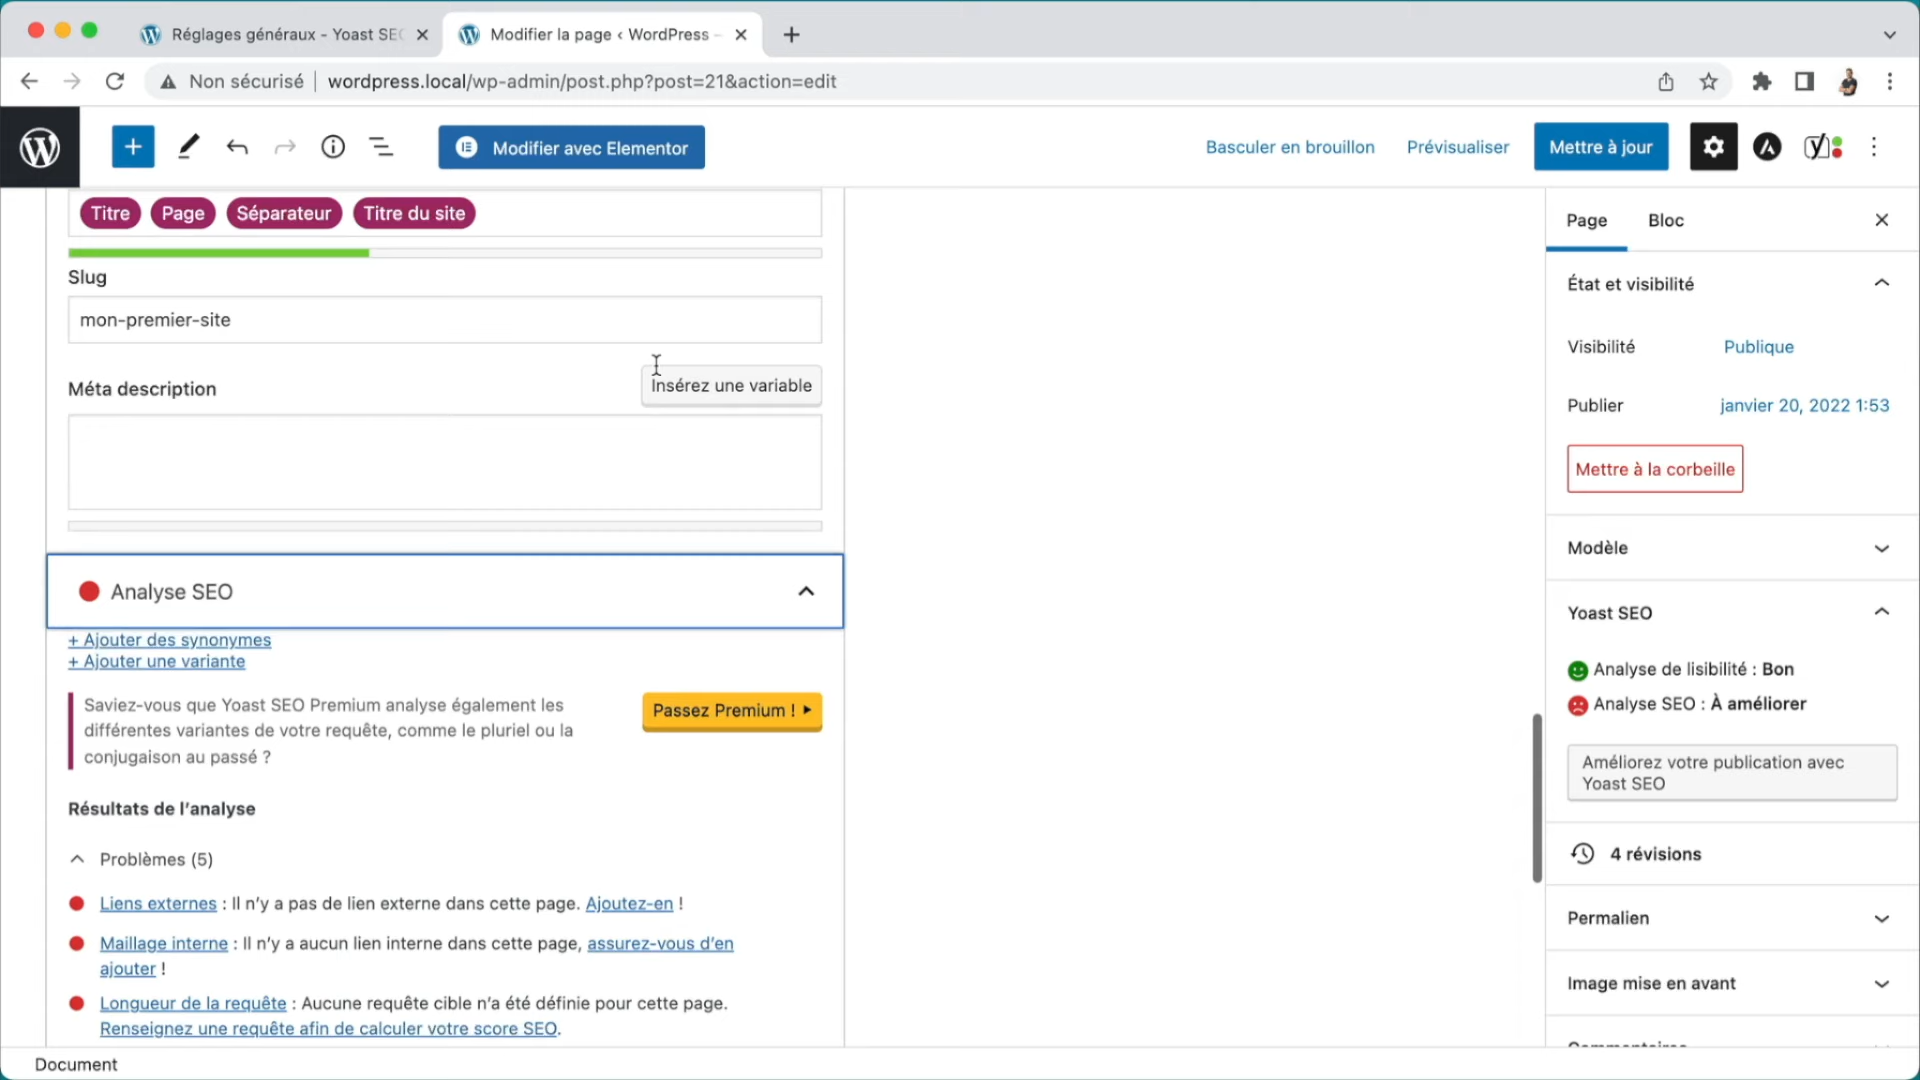 Réglages généraux - Yoast SEO
Modifier la page ‹ WordPress –
Non sécurisé
wordpress.local/wp-admin/post.php?post=21&action=edit
Modifier avec Elementor
Basculer en brouillon
Prévisualiser
Mettre à jour
Titre
Page
Séparateur
Titre du site
Slug
mon-premier-site
Méta description
Insérez une variable
Analyse SEO
+ Ajouter des synonymes
+ Ajouter une variante
Saviez-vous que Yoast SEO Premium analyse également les
différentes variantes de votre requête, comme le pluriel ou la
conjugaison au passé ?
Passez Premium !
Résultats de l’analyse
Problèmes (5)
Liens externes : Il n’y a pas de lien externe dans cette page. Ajoutez-en !
Maillage interne : Il n’y a aucun lien interne dans cette page, assurez-vous d’en
ajouter !
Longueur de la requête : Aucune requête cible n’a été définie pour cette page.
Renseignez une requête afin de calculer votre score SEO.
Page
Bloc
État et visibilité
Visibilité
Publique
Publier
janvier 20, 2022 1:53
Mettre à la corbeille
Modèle
Yoast SEO
Analyse de lisibilité : Bon
Analyse SEO : À améliorer
Améliorez votre publication avec
Yoast SEO
4 révisions
Permalien
Image mise en avant
Commentaires
Document